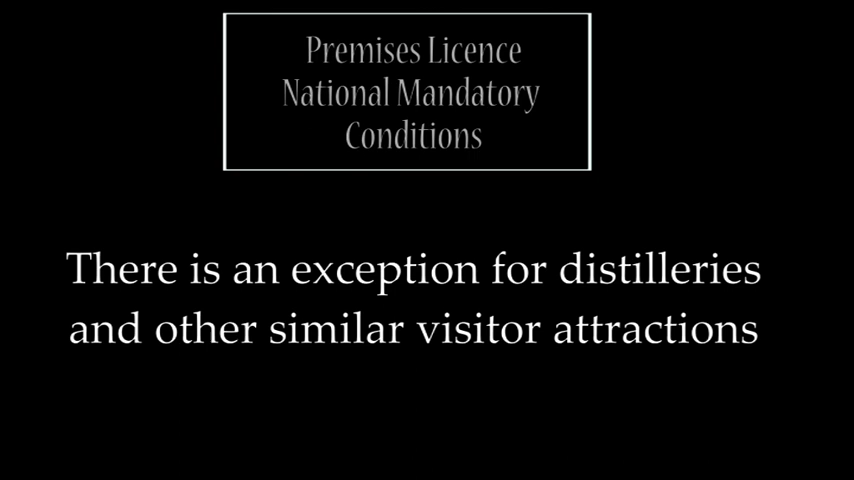 Premises Licence
National Mandatory
Conditions
There is an exception for distilleries
and other similar visitor attractions